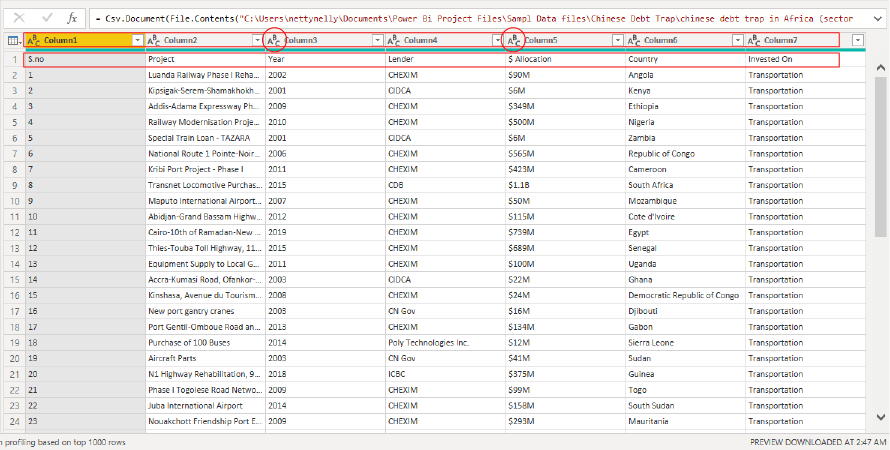 = Csv.Document(File.Contents("C:\Users\nettynelly\Documents\Power Bi Project Files\Sampl Data files\Chinese Debt Trap\chinese debt trap in Africa (sector
Column1 Column2 Column3 Column4 Column5 Column6 Column7
1 S.no Project Year Lender $ Allocation Country Invested On
2 1 Luanda Railway Phase I Reha... 2002 CHEXIM $90M Angola Transportation
3 2 Kipsigak-Serem-Shamakhokh... 2001 CIDCA $6M Kenya Transportation
4 3 Addis-Adama Expressway Ph... 2009 CHEXIM $349M Ethiopia Transportation
5 4 Railway Modernisation Proje... 2010 CHEXIM $500M Nigeria Transportation
6 5 Special Train Loan - TAZARA 2001 CIDCA $6M Zambia Transportation
7 6 National Route 1 Pointe-Noir... 2006 CHEXIM $565M Republic of Congo Transportation
8 7 Kribi Port Project - Phase I 2011 CHEXIM $423M Cameroon Transportation
9 8 Transnet Locomotive Purchas... 2015 CDB $1.1B South Africa Transportation
10 9 Maputo International Airport... 2007 CHEXIM $50M Mozambique Transportation
11 10 Abidjan-Grand Bassam Highw... 2012 CHEXIM $115M Cote d'Ivoire Transportation
12 11 Cairo-10th of Ramadan-New ... 2019 CHEXIM $739M Egypt Transportation
13 12 Thies-Touba Toll Highway, 11... 2015 CHEXIM $689M Senegal Transportation
14 13 Equipment Supply to Local G... 2011 CHEXIM $100M Uganda Transportation
15 14 Accra-Kumasi Road, Ofankor-... 2003 CIDCA $22M Ghana Transportation
16 15 Kinshasa, Avenue du Tourism... 2008 CHEXIM $24M Democratic Republic of Congo Transportation
17 16 New port gantry cranes 2003 CN Gov $16M Djibouti Transportation
18 17 Port Gentil-Omboue Road an... 2013 CHEXIM $134M Gabon Transportation
19 18 Purchase of 100 Buses 2014 Poly Technologies Inc. $12M Sierra Leone Transportation
20 19 Aircraft Parts 2003 CN Gov $41M Sudan Transportation
21 20 N1 Highway Rehabilitation, 9... 2018 ICBC $375M Guinea Transportation
22 21 Phase I Togolese Road Netwo... 2009 CHEXIM $99M Togo Transportation
23 22 Juba International Airport 2014 CHEXIM $158M South Sudan Transportation
24 23 Nouakchott Friendship Port E... 2009 CHEXIM $293M Mauritania Transportation
n profiling based on top 1000 rows PREVIEW DOWNLOADED AT 2:47 AM